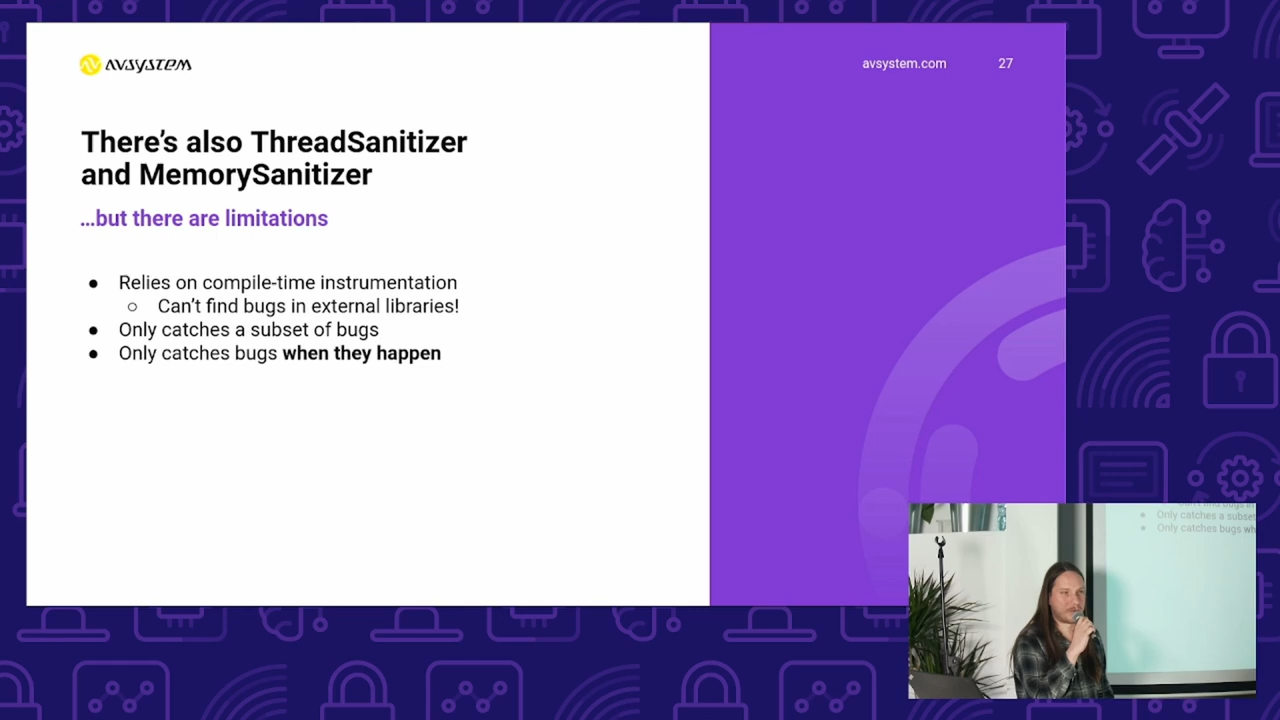 AVSYSTEM
avsystem.com
27
There's also ThreadSanitizer
and MemorySanitizer
...but there are limitations
● Relies on compile-time instrumentation
○ Can't find bugs in external libraries!
● Only catches a subset of bugs
● Only catches bugs when they happen
● Only catches a subset
● Only catches bugs wh